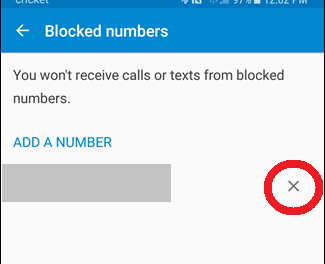 Cricket 97% 12:02 PM
Blocked numbers
You won't receive calls or texts from blocked
numbers.
ADD A NUMBER